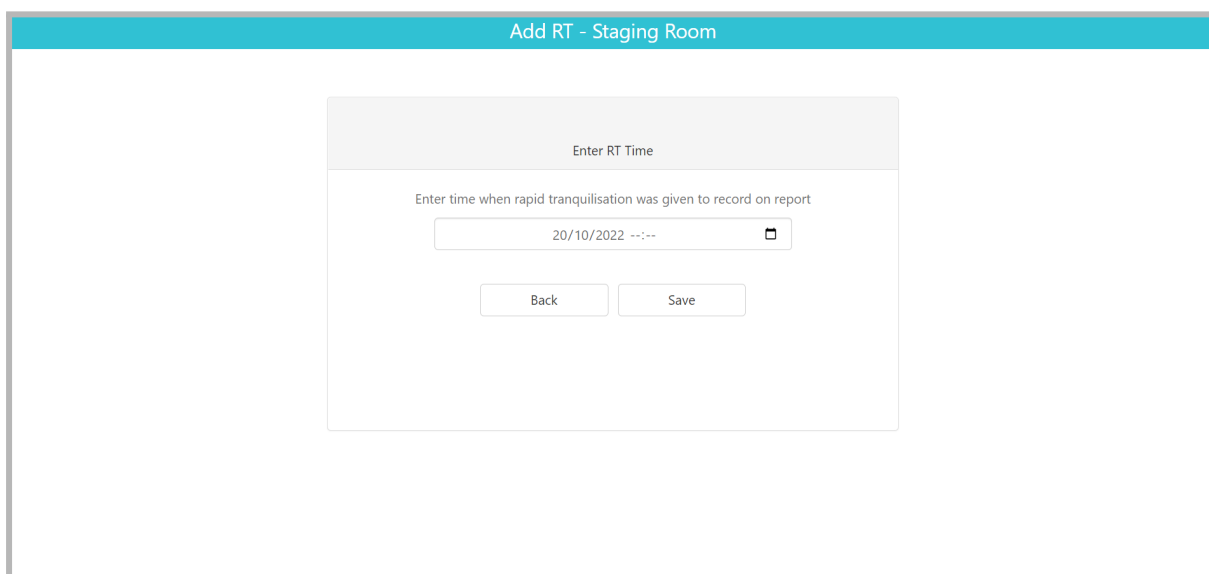 Add RT - Staging Room
Enter RT Time
Enter time when rapid tranquilisation was given to record on report
20/10/2022 --:--
Back Save